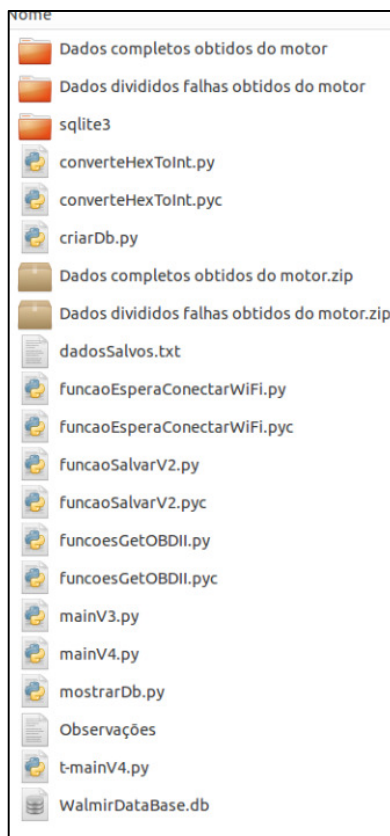 Nome
Dados completos obtidos do motor
Dados divididos falhas obtidos do motor
sqlite3
converteHexToInt.py
converteHexToInt.pyc
criarDb.py
Dados completos obtidos do motor.zip
Dados divididos falhas obtidos do motor.zip
dadosSalvos.txt
funcaoEsperaConectarWiFi.py
funcaoEsperaConectarWiFi.pyc
funcaoSalvarV2.py
funcaoSalvarV2.pyc
funcoesGetOBDII.py
funcoesGetOBDII.pyc
mainV3.py
mainV4.py
mostrarDb.py
Observações
t-mainV4.py
WalmirDataBase.db